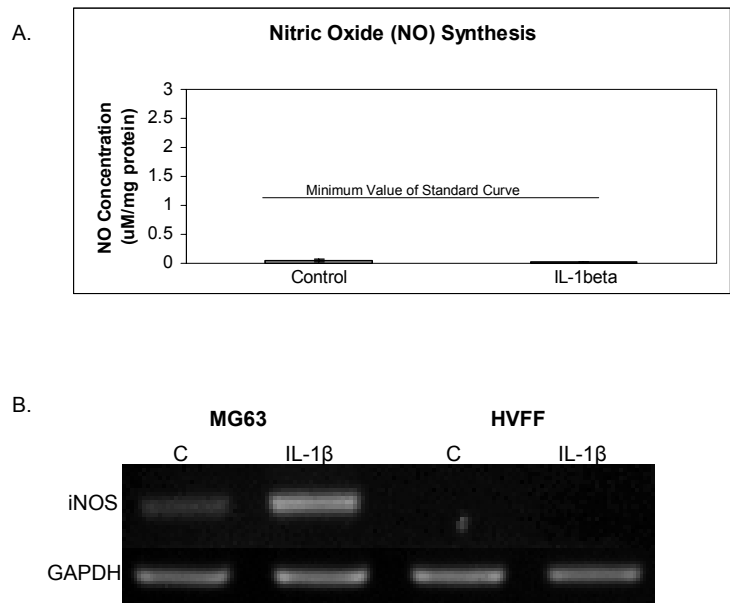 A.
Nitric Oxide (NO) Synthesis
NO Concentration
(uM/mg protein)
3
2.5
2
1.5
1
0.5
0
Minimum Value of Standard Curve
Control IL-1beta
B.
MG63 HVFF
C IL-1β C IL-1β
iNOS
GAPDH